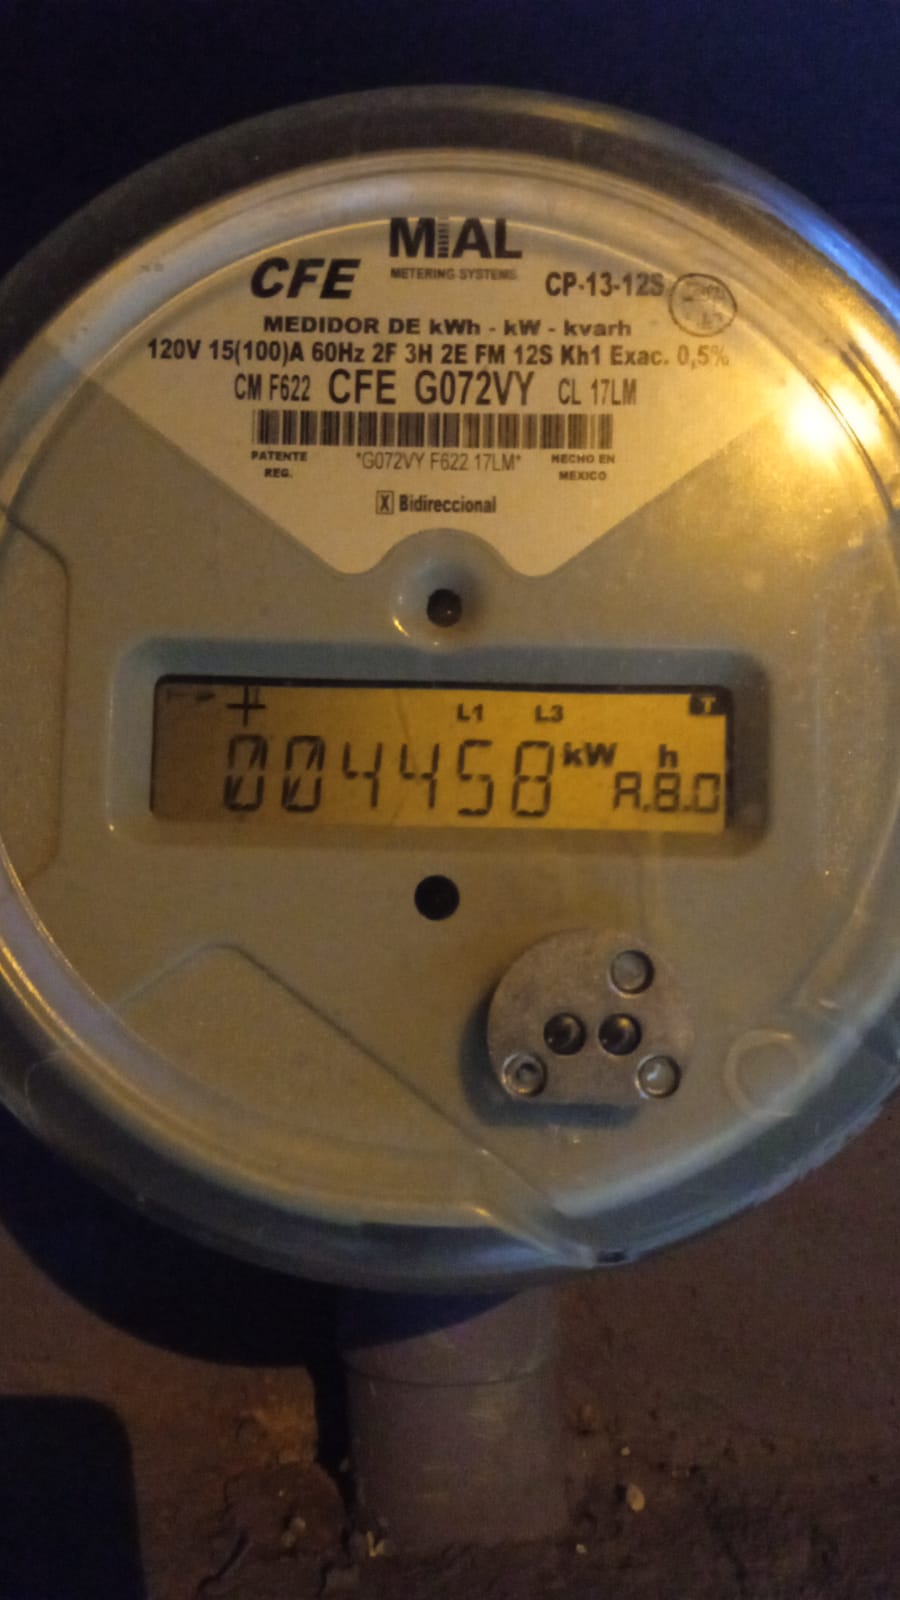 MIAL
METERING SYSTEMS
CFE
CP-13-12S
MEDIDOR DE kWh - kW - kvarh
120V 15(100)A 60Hz 2F 3H 2E FM 12S Kh1 Exac. 0,5%
CM F622 CFE G072VY CL 17LM
PATENTE REG.
*G072VY F622 17LM*
HECHO EN MEXICO
X Bidireccional
L1 L3 T
004458 kW h A.8.0